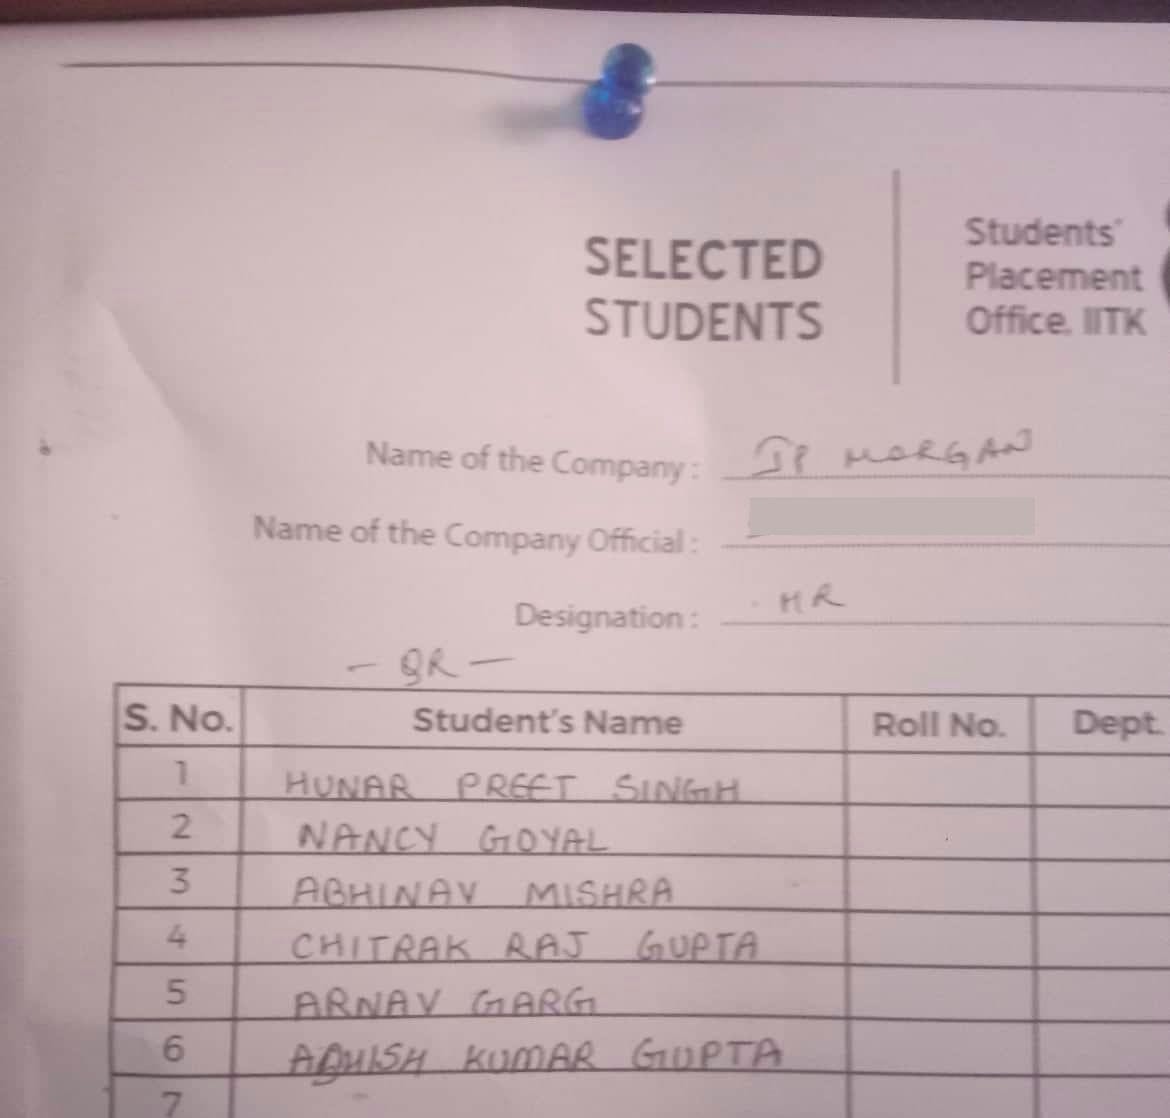 SELECTED
STUDENTS
Students'
Placement
Office, IITK
Name of the Company : JP MORGAN
Name of the Company Official :
Designation : HR
- QR -
S. No. Student's Name Roll No. Dept.
1 HUNAR PREET SINGH
2 NANCY GOYAL
3 ABHINAV MISHRA
4 CHITRAK RAJ GUPTA
5 ARNAV GARG
6 KUMAR GUPTA
7